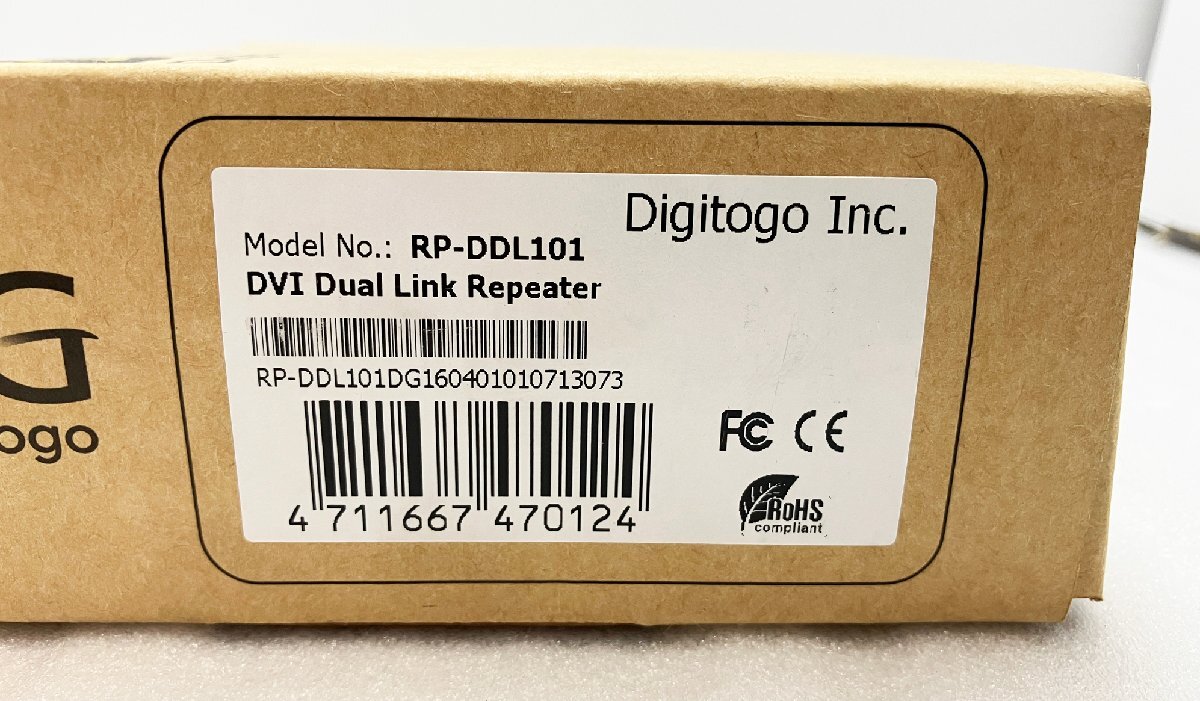 Digitogo Inc.
Model No.: RP-DDL101
DVI Dual Link Repeater
RP-DDL101DG160401010713073
4 711667 470124
FC CE
RoHS
compliant
G
ogo